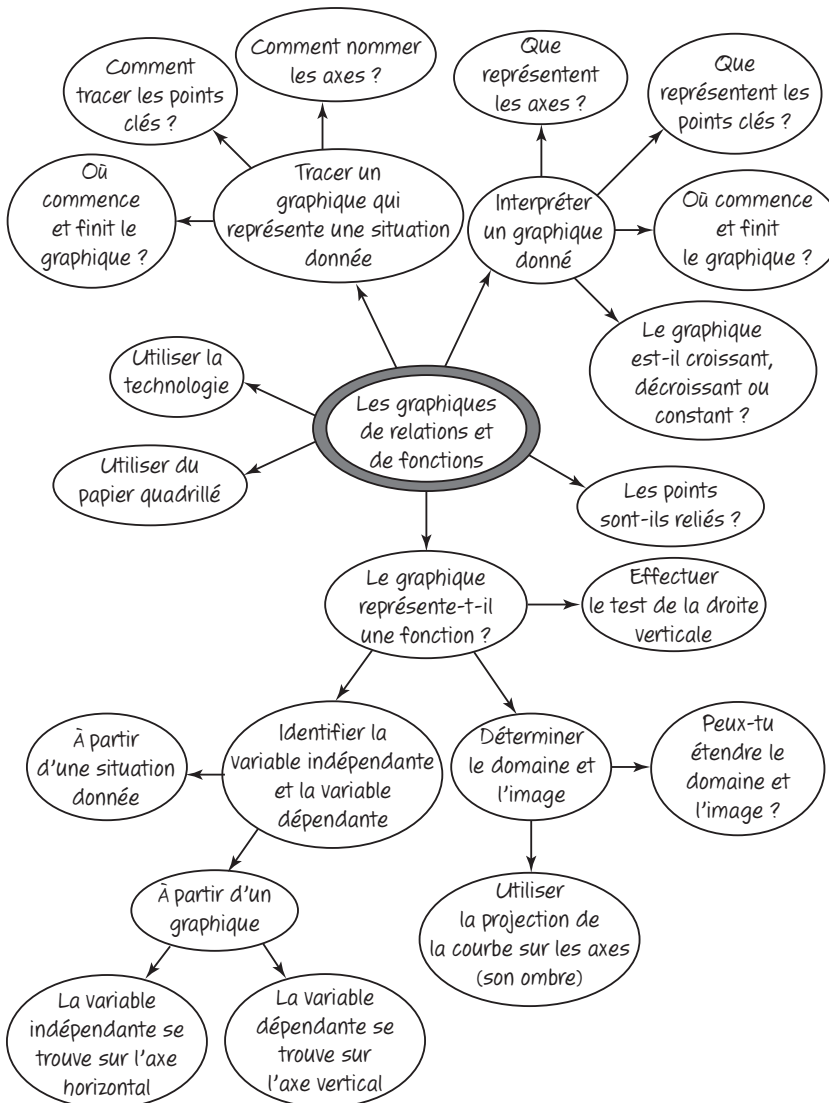 Comment nommer
les axes ?
Comment
tracer les points
clés ?
Où
commence
et finit le
graphique ?
Tracer un
graphique qui
représente une situation
donnée
Que
représentent
les axes ?
Que
représentent les
points clés ?
Interpréter
un graphique
donné
Où commence
et finit
le graphique ?
Le graphique
est-il croissant,
décroissant ou
constant ?
Utiliser la
technologie
Les graphiques
de relations et
de fonctions
Utiliser du
papier quadrillé
Les points
sont-ils reliés ?
Le graphique
représente-t-il
une fonction ?
Effectuer
le test de la droite
verticale
Identifier la
variable indépendante
et la variable
dépendante
À partir
d'une situation
donnée
Déterminer
le domaine et
l'image
Peux-tu
étendre le
domaine et
l'image ?
À partir d'un
graphique
Utiliser
la projection de
la courbe sur les axes
(son ombre)
La variable
indépendante se
trouve sur l'axe
horizontal
La variable
dépendante se
trouve sur
l'axe vertical